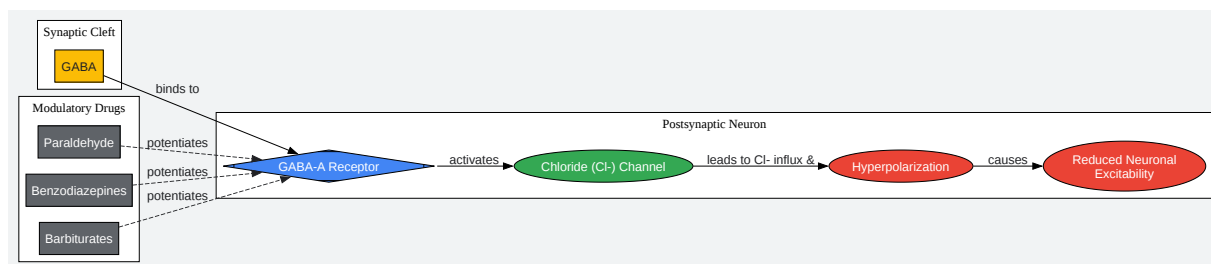 Synaptic Cleft
GABA
binds to
Modulatory Drugs
Paraldehyde
Benzodiazepines
Barbiturates
potentiates
potentiates
potentiates
Postsynaptic Neuron
GABA-A Receptor
activates
Chloride (Cl-) Channel
leads to Cl- influx &
Hyperpolarization
causes
Reduced Neuronal
Excitability